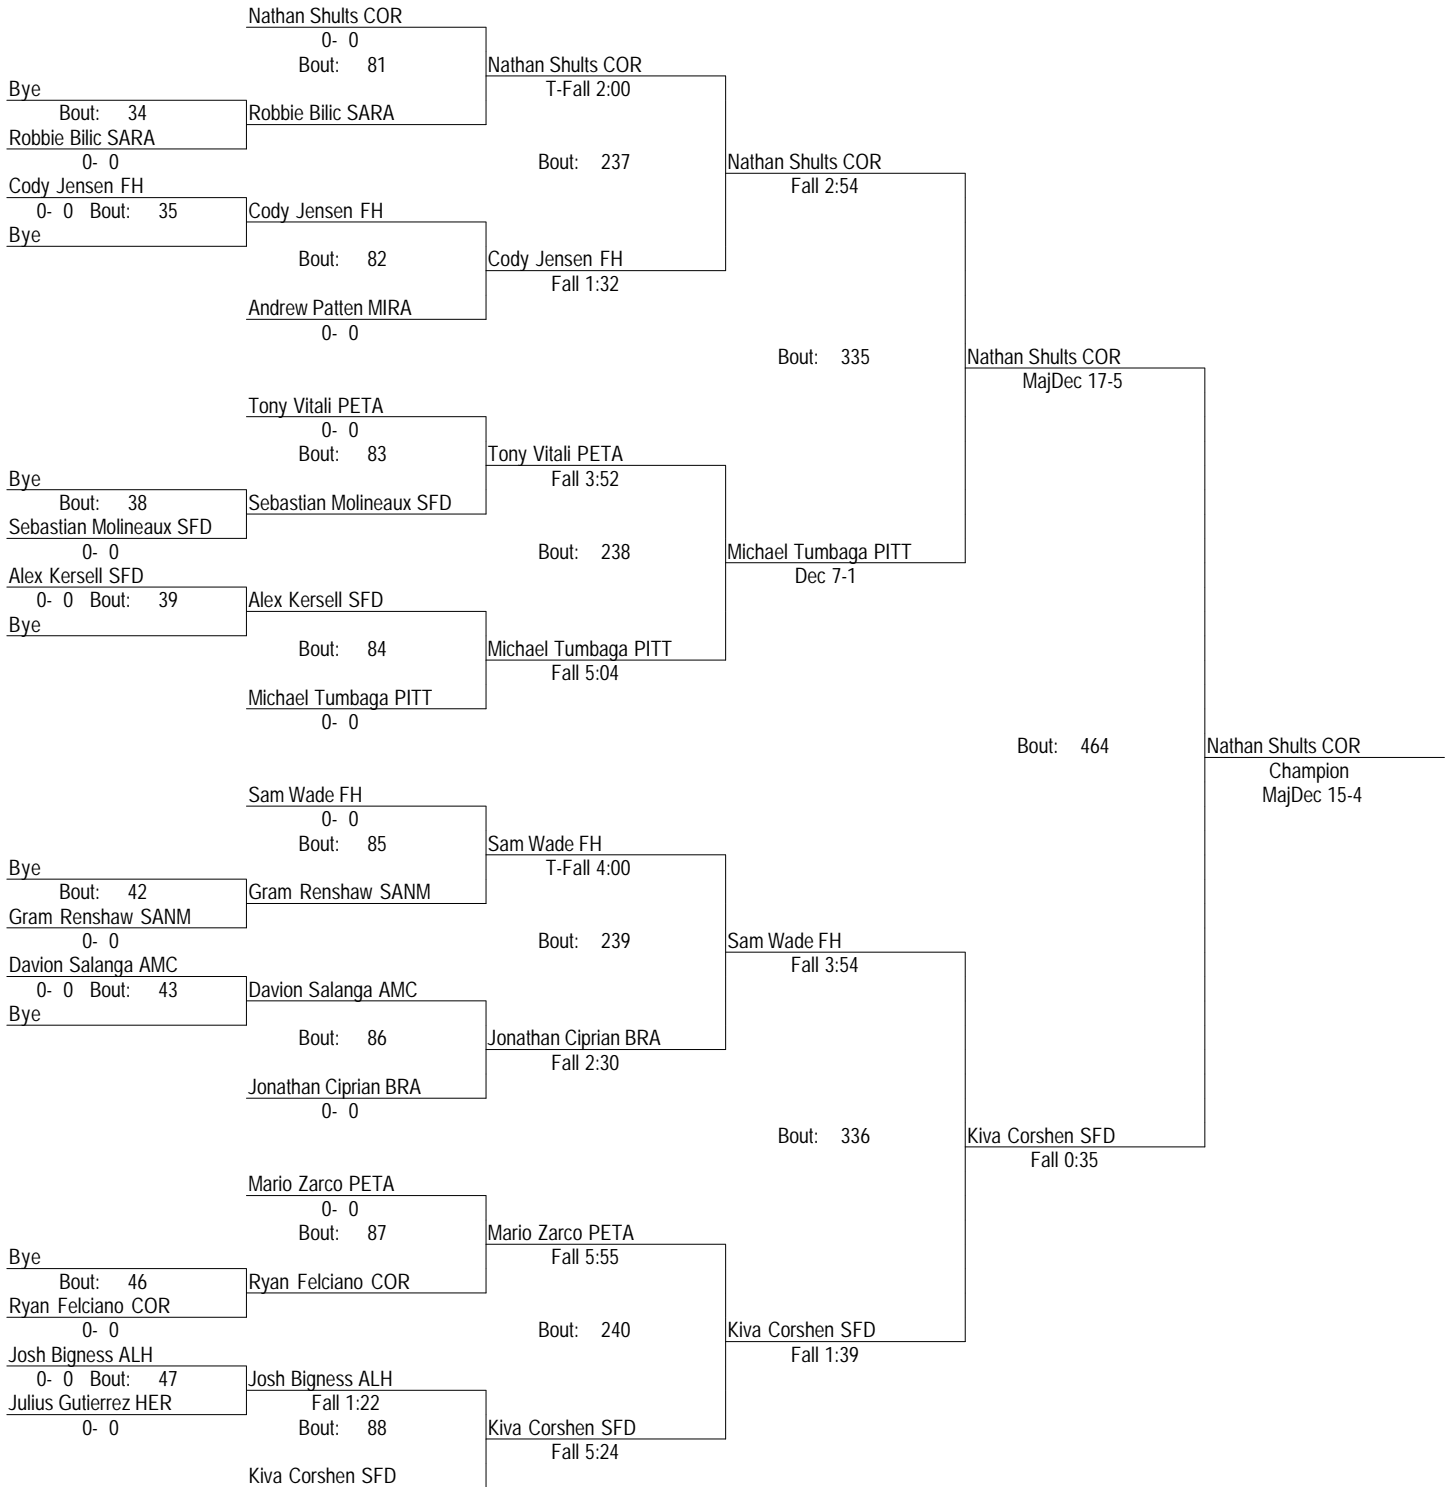 Nathan Shults COR
0- 0
Bout: 81
Nathan Shults COR
T-Fall 2:00
Bye
Bout: 34
Robbie Bilic SARA
Robbie Bilic SARA
0- 0
Bout: 237
Nathan Shults COR
Fall 2:54
Cody Jensen FH
0- 0 Bout: 35
Cody Jensen FH
Bye
Bout: 82
Cody Jensen FH
Fall 1:32
Andrew Patten MIRA
0- 0
Bout: 335
Nathan Shults COR
MajDec 17-5
Tony Vitali PETA
0- 0
Bout: 83
Tony Vitali PETA
Fall 3:52
Bye
Bout: 38
Sebastian Molineaux SFD
Sebastian Molineaux SFD
0- 0
Bout: 238
Michael Tumbaga PITT
Dec 7-1
Alex Kersell SFD
0- 0 Bout: 39
Alex Kersell SFD
Bye
Bout: 84
Michael Tumbaga PITT
Fall 5:04
Michael Tumbaga PITT
0- 0
Bout: 464
Nathan Shults COR
Champion
MajDec 15-4
Sam Wade FH
0- 0
Bout: 85
Sam Wade FH
T-Fall 4:00
Bye
Bout: 42
Gram Renshaw SANM
Gram Renshaw SANM
0- 0
Bout: 239
Sam Wade FH
Fall 3:54
Davion Salanga AMC
0- 0 Bout: 43
Davion Salanga AMC
Bye
Bout: 86
Jonathan Ciprian BRA
Fall 2:30
Jonathan Ciprian BRA
0- 0
Bout: 336
Kiva Corshen SFD
Fall 0:35
Mario Zarco PETA
0- 0
Bout: 87
Mario Zarco PETA
Fall 5:55
Bye
Bout: 46
Ryan Felciano COR
Ryan Felciano COR
0- 0
Bout: 240
Kiva Corshen SFD
Fall 1:39
Josh Bigness ALH
0- 0 Bout: 47
Josh Bigness ALH
Fall 1:22
Julius Gutierrez HER
0- 0
Bout: 88
Kiva Corshen SFD
Fall 5:24
Kiva Corshen SFD